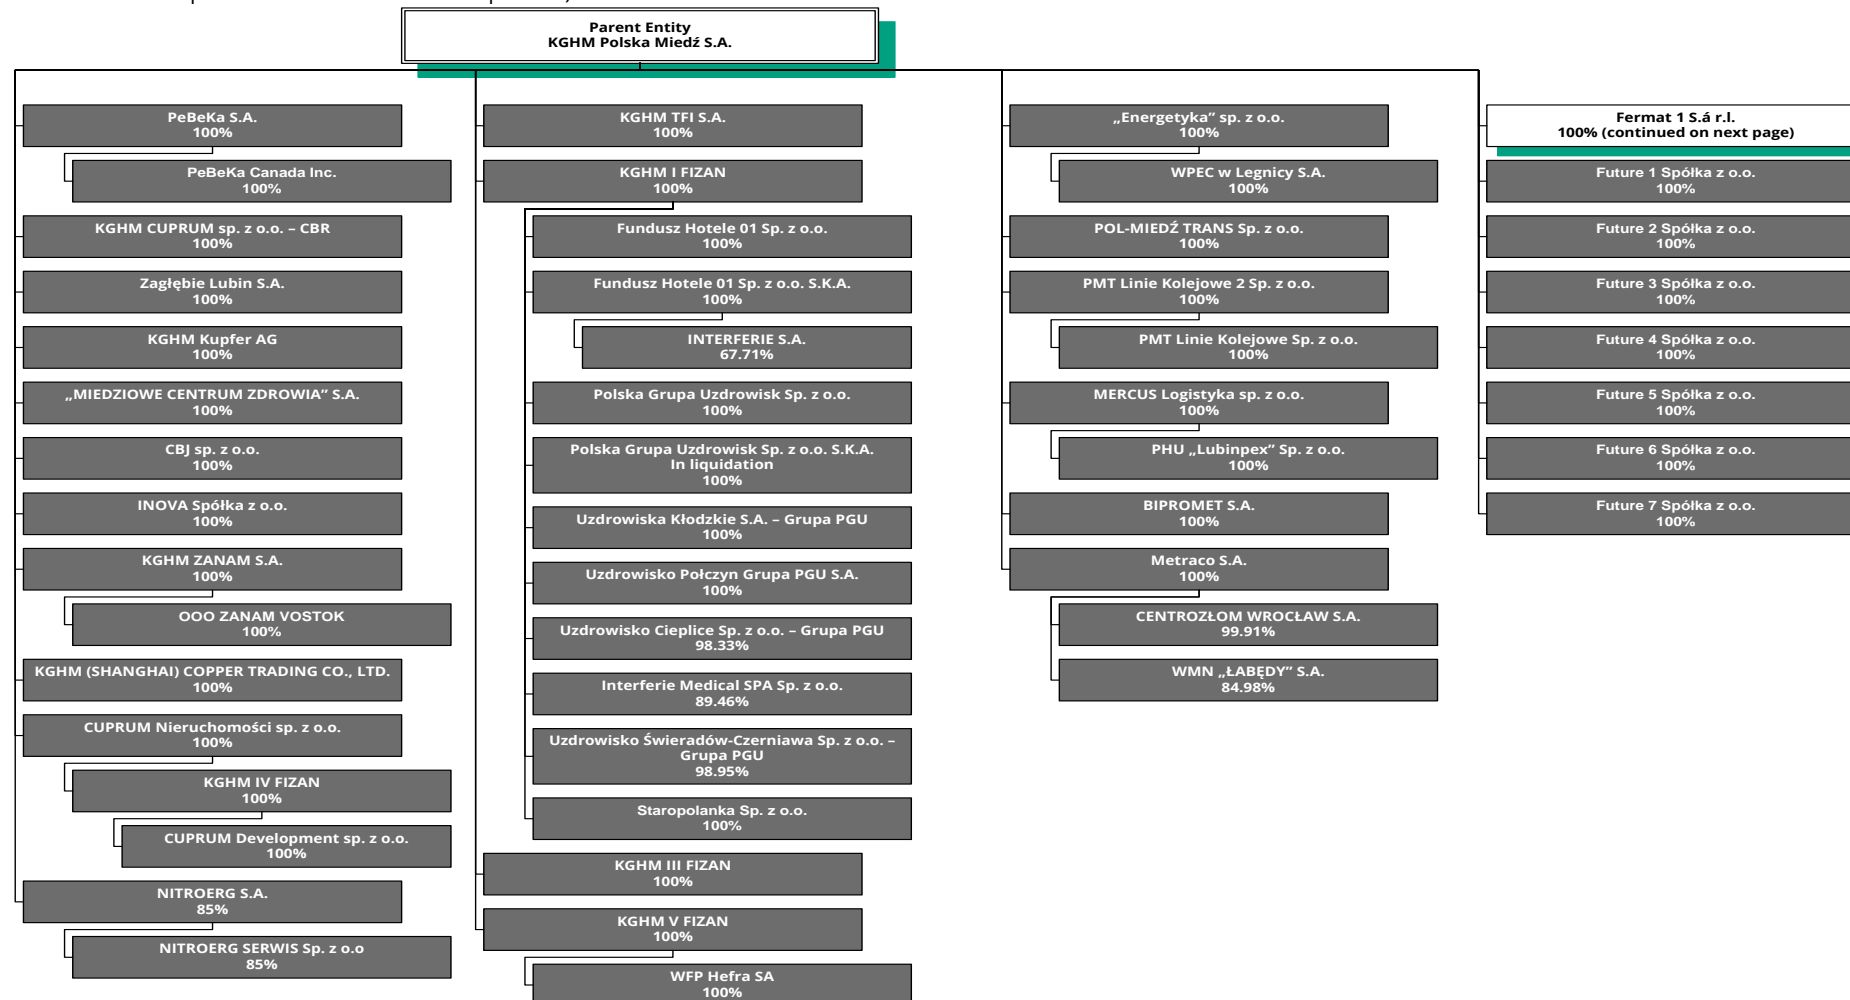 Parent Entity
KGHM Polska Miedź S.A.
PeBeKa S.A.
100%
PeBeKa Canada Inc.
100%
KGHM CUPRUM sp. z o.o. – CBR
100%
Zagłębie Lubin S.A.
100%
KGHM Kupfer AG
100%
„MIEDZIOWE CENTRUM ZDROWIA” S.A.
100%
CBJ sp. z o.o.
100%
INOVA Spółka z o.o.
100%
KGHM ZANAM S.A.
100%
OOO ZANAM VOSTOK
100%
KGHM (SHANGHAI) COPPER TRADING CO., LTD.
100%
CUPRUM Nieruchomości sp. z o.o.
100%
KGHM IV FIZAN
100%
CUPRUM Development sp. z o.o.
100%
NITROERG S.A.
85%
NITROERG SERWIS Sp. z o.o
85%
KGHM TFI S.A.
100%
KGHM I FIZAN
100%
Fundusz Hotele 01 Sp. z o.o.
100%
Fundusz Hotele 01 Sp. z o.o. S.K.A.
100%
INTERFERIE S.A.
67.71%
Polska Grupa Uzdrowisk Sp. z o.o.
100%
Polska Grupa Uzdrowisk Sp. z o.o. S.K.A.
In liquidation
100%
Uzdrowiska Kłodzkie S.A. – Grupa PGU
100%
Uzdrowisko Połczyn Grupa PGU S.A.
100%
Uzdrowisko Cieplice Sp. z o.o. – Grupa PGU
98.33%
Interferie Medical SPA Sp. z o.o.
89.46%
Uzdrowisko Świeradów-Czerniawa Sp. z o.o. –
Grupa PGU
98.95%
Staropolanka Sp. z o.o.
100%
KGHM III FIZAN
100%
KGHM V FIZAN
100%
WFP Hefra SA
100%
„Energetyka” sp. z o.o.
100%
WPEC w Legnicy S.A.
100%
POL-MIEDŹ TRANS Sp. z o.o.
100%
PMT Linie Kolejowe 2 Sp. z o.o.
100%
PMT Linie Kolejowe Sp. z o.o.
100%
MERCUS Logistyka sp. z o.o.
100%
PHU „Lubinpex” Sp. z o.o.
100%
BIPROMET S.A.
100%
Metraco S.A.
100%
CENTROZŁOM WROCŁAW S.A.
99.91%
WMN „ŁABĘDY” S.A.
84.98%
Fermat 1 S.á r.l.
100% (continued on next page)
Future 1 Spółka z o.o.
100%
Future 2 Spółka z o.o.
100%
Future 3 Spółka z o.o.
100%
Future 4 Spółka z o.o.
100%
Future 5 Spółka z o.o.
100%
Future 6 Spółka z o.o.
100%
Future 7 Spółka z o.o.
100%